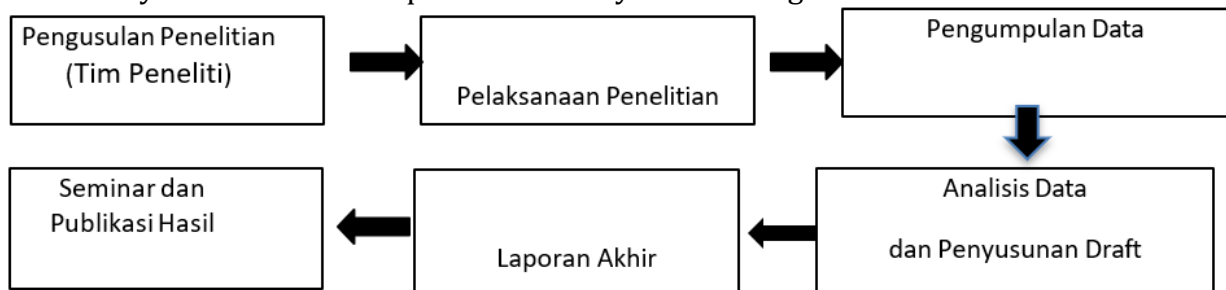 Pengusulan Penelitian
(Tim Peneliti)
Pelaksanaan Penelitian
Pengumpulan Data
Analisis Data
dan Penyusunan Draft
Laporan Akhir
Seminar dan
Publikasi Hasil